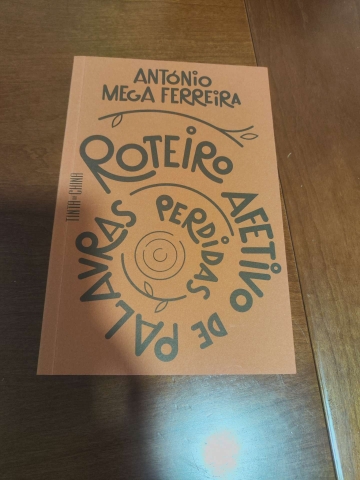 ANTÓNIO
MEGA FERREIRA
ROTEIRO AFETIVO DE PALAVRAS
PERDIDAS
TINTA DA CHINA